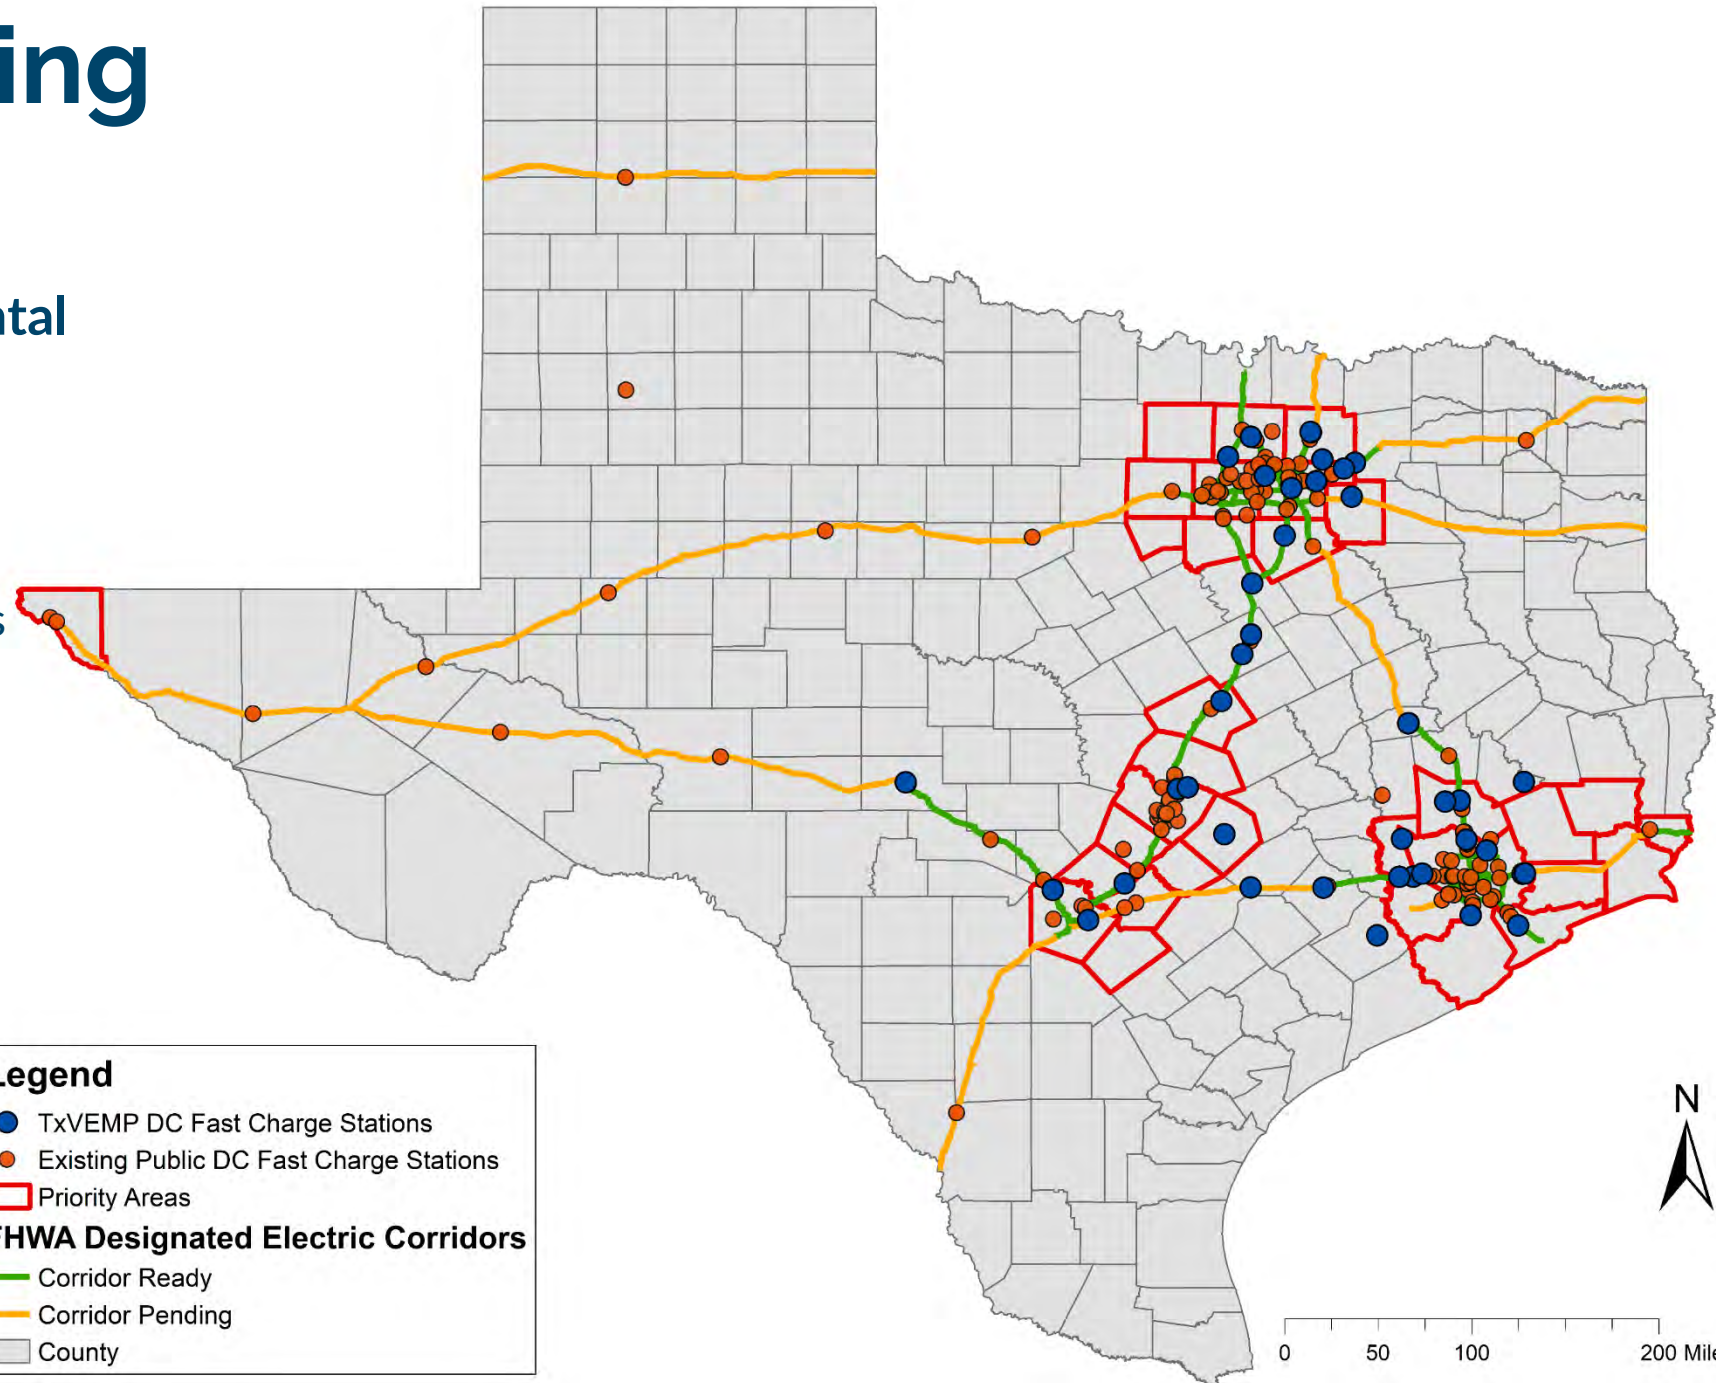 ing
ntal
s
Legend
TxVEMP DC Fast Charge Stations
Existing Public DC Fast Charge Stations
Priority Areas
FHWA Designated Electric Corridors
Corridor Ready
Corridor Pending
County
N
0 50 100 200 Mile